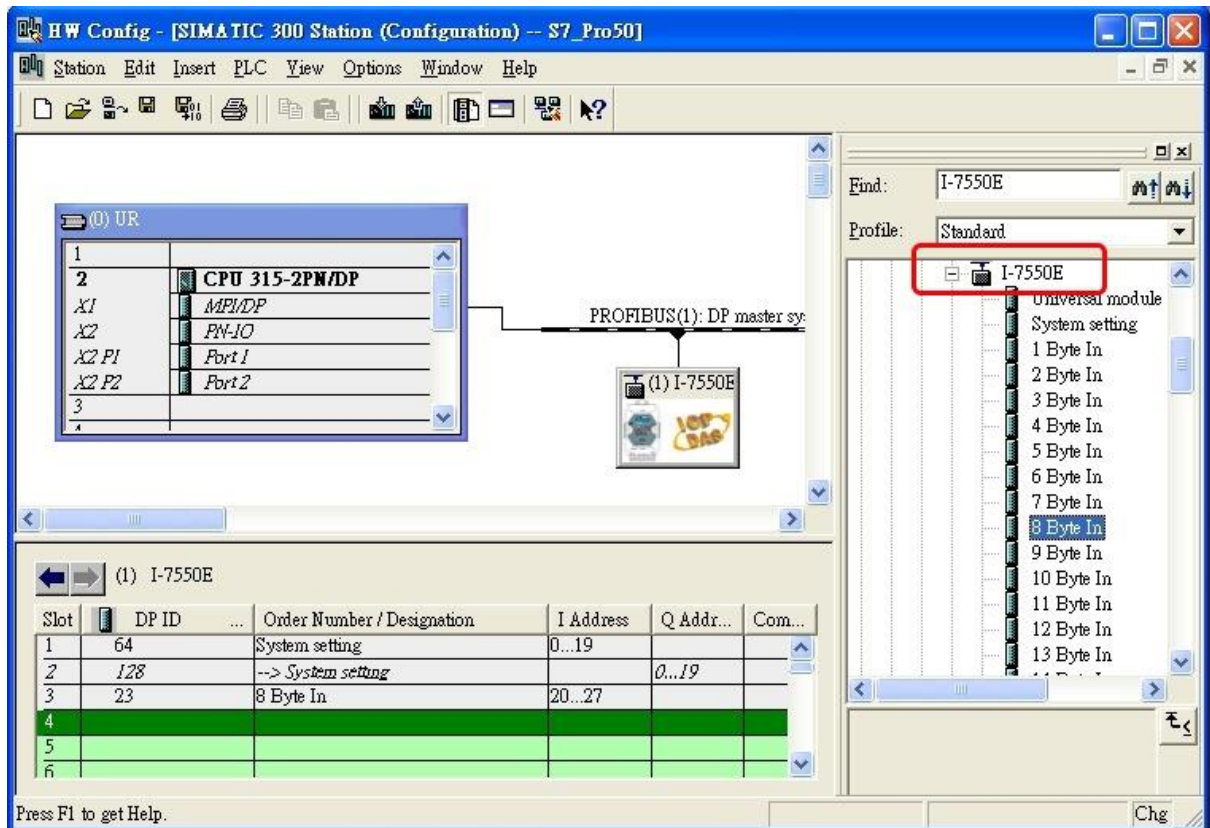 HW Config - [SIMATIC 300 Station (Configuration) -- S7_Pro50]
Station Edit Insert PLC View Options Window Help
(0) UR
1
2 CPU 315-2PN/DP
X1 MPI/DP
X2 PN-IO
X2 P1 Port 1
X2 P2 Port 2
3
4
PROFIBUS(1): DP master sy
(1) I-7550E
ICP DAS
Find: I-7550E
Profile: Standard
I-7550E
Universal module
System setting
1 Byte In
2 Byte In
3 Byte In
4 Byte In
5 Byte In
6 Byte In
7 Byte In
8 Byte In
9 Byte In
10 Byte In
11 Byte In
12 Byte In
13 Byte In
(1) I-7550E
Slot DP ID ... Order Number / Designation I Address Q Addr... Com...
1 64 System setting 0...19
2 128 --> System setting 0...19
3 23 8 Byte In 20...27
4
5
6
Press F1 to get Help.
Chg